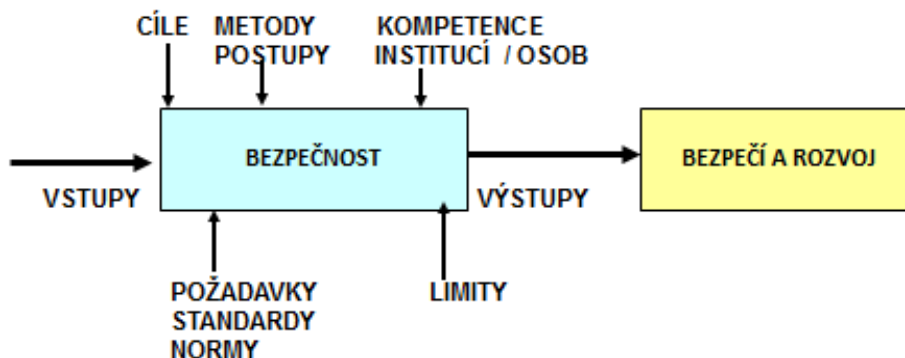 CÍLE
METODY
POSTUPY
KOMPETENCE
INSTITUCÍ / OSOB
BEZPEČNOST
BEZPEČÍ A ROZVOJ
VSTUPY
VÝSTUPY
POŽADAVKY
STANDARDY
NORMY
LIMITY